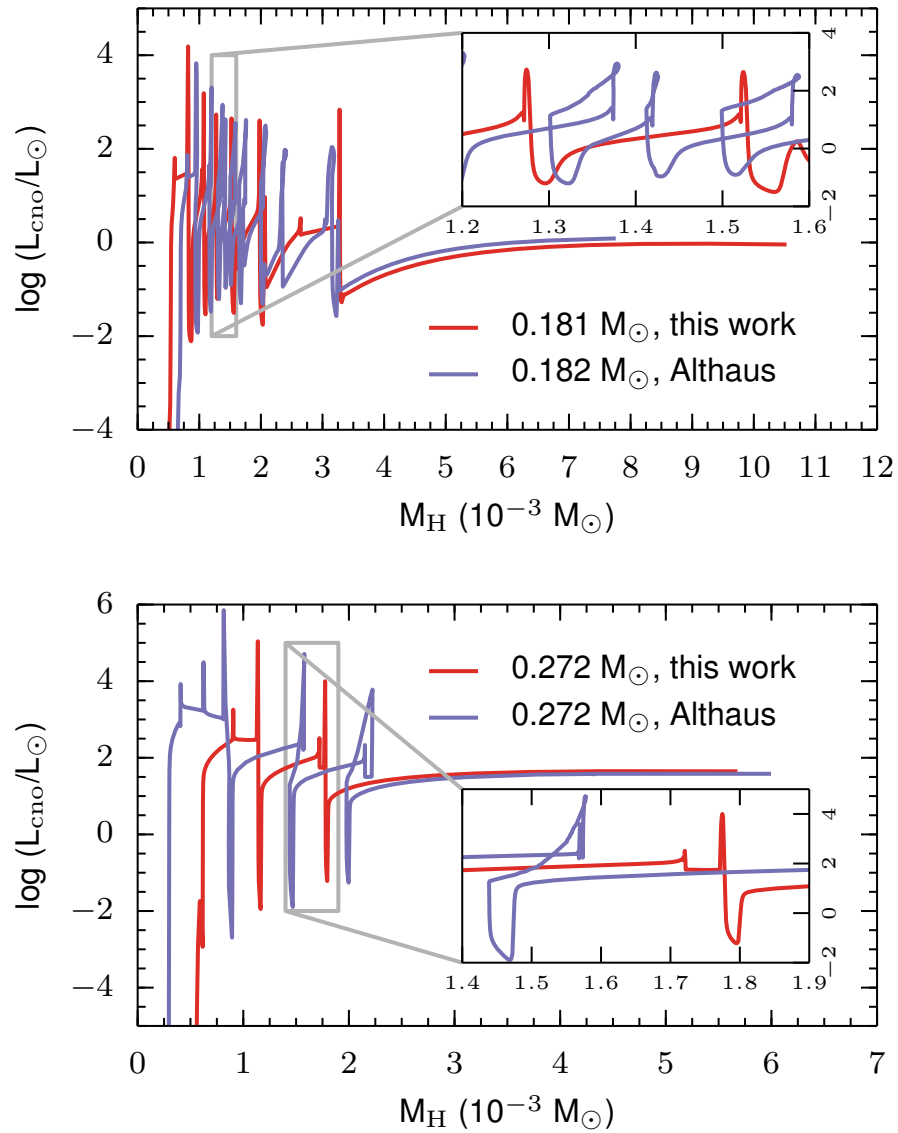 4
2
0
−2
−4
log (L_cno/L_⊙)
4
2
0
−2
1.2 1.3 1.4 1.5 1.6
0.181 M_⊙, this work
0.182 M_⊙, Althaus
0 1 2 3 4 5 6 7 8 9 10 11 12
M_H (10^−3 M_⊙)
6
4
2
0
−2
−4
log (L_cno/L_⊙)
0.272 M_⊙, this work
0.272 M_⊙, Althaus
4
2
0
−2
1.4 1.5 1.6 1.7 1.8 1.9
0 1 2 3 4 5 6 7
M_H (10^−3 M_⊙)